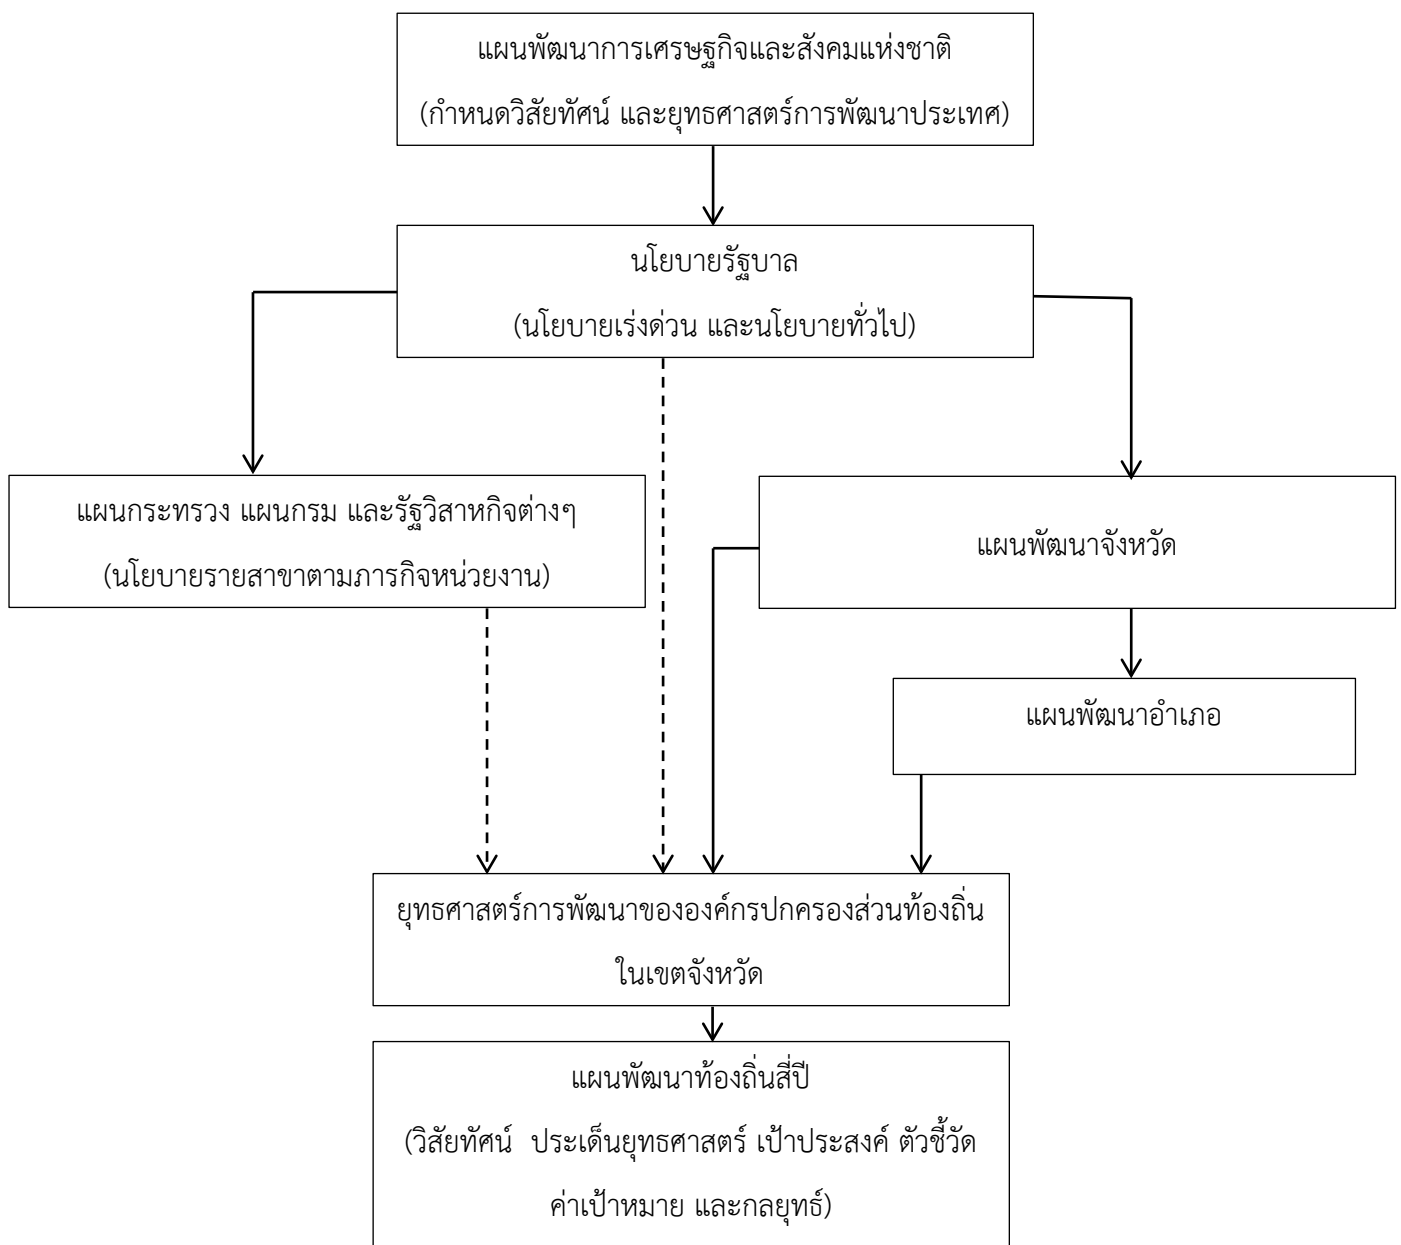 แผนพัฒนาการเศรษฐกิจและสังคมแห่งชาติ
(กำหนดวิสัยทัศน์ และยุทธศาสตร์การพัฒนาประเทศ)
นโยบายรัฐบาล
(นโยบายเร่งด่วน และนโยบายทั่วไป)
แผนกระทรวง แผนกรม และรัฐวิสาหกิจต่างๆ
(นโยบายรายสาขาตามภารกิจหน่วยงาน)
แผนพัฒนาจังหวัด
แผนพัฒนาอำเภอ
ยุทธศาสตร์การพัฒนาขององค์กรปกครองส่วนท้องถิ่น
ในเขตจังหวัด
แผนพัฒนาท้องถิ่นสี่ปี
(วิสัยทัศน์ ประเด็นยุทธศาสตร์ เป้าประสงค์ ตัวชี้วัด
ค่าเป้าหมาย และกลยุทธ์)